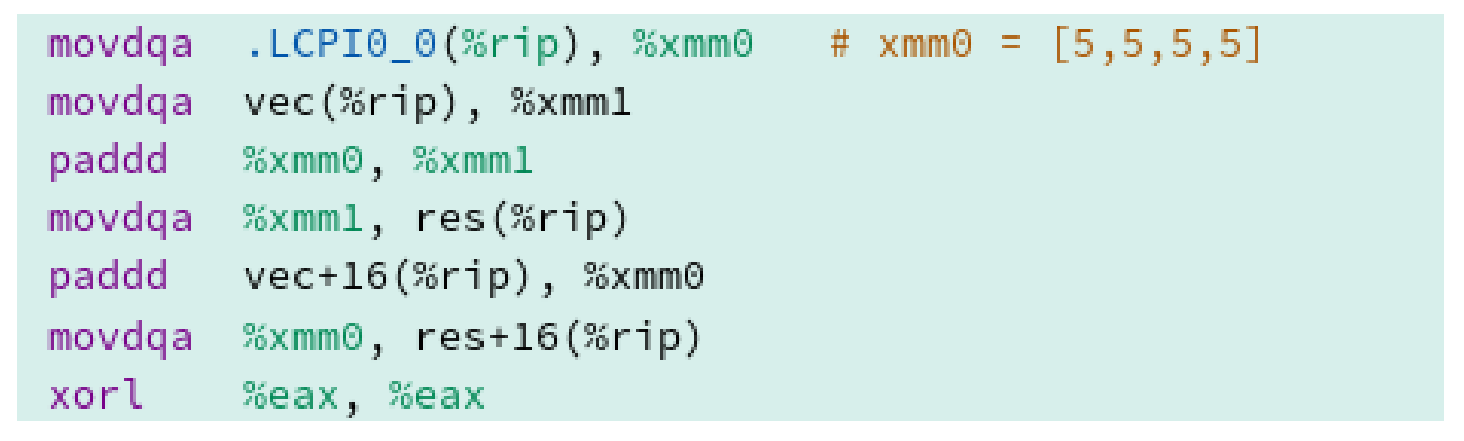 movdqa .LCPI0_0(%rip), %xmm0 # xmm0 = [5,5,5,5]
movdqa vec(%rip), %xmm1
paddd %xmm0, %xmm1
movdqa %xmm1, res(%rip)
paddd vec+16(%rip), %xmm0
movdqa %xmm0, res+16(%rip)
xorl %eax, %eax